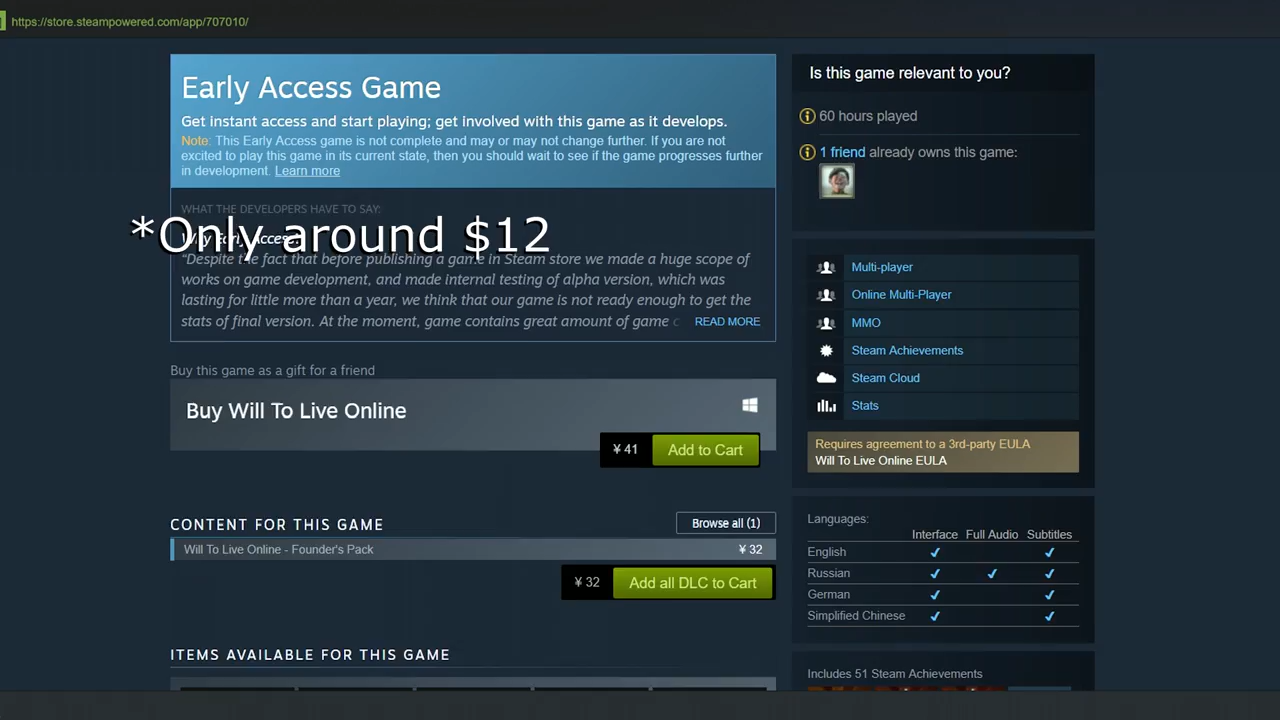 https://store.steampowered.com/app/707010/
Early Access Game
Get instant access and start playing; get involved with this game as it develops.
Note: This Early Access game is not complete and may or may not change further. If you are
not excited to play this game in its current state, then you should wait to see if the game progresses further
in development. Learn more
WHAT THE DEVELOPERS HAVE TO SAY:
*Only around $12
Why Early Access?
“Despite the fact that before publishing a game in Steam store we made a huge scope of
works on game development, and made internal testing of alpha version, which was
lasting for little more than a year, we think that our game is not ready enough to get the
stats of final version. At the moment, game contains great amount of game
READ MORE
Buy this game as a gift for a friend
Buy Will To Live Online
¥ 41
Add to Cart
CONTENT FOR THIS GAME
Browse all (1)
Will To Live Online - Founder's Pack
¥ 32
¥ 32
Add all DLC to Cart
ITEMS AVAILABLE FOR THIS GAME
Is this game relevant to you?
60 hours played
1 friend already owns this game:
Multi-player
Online Multi-Player
MMO
Steam Achievements
Steam Cloud
Stats
Requires agreement to a 3rd-party EULA
Will To Live Online EULA
Languages:
Interface Full Audio Subtitles
English ✔ ✔
Russian ✔ ✔ ✔
German ✔ ✔
Simplified Chinese ✔ ✔
Includes 51 Steam Achievements